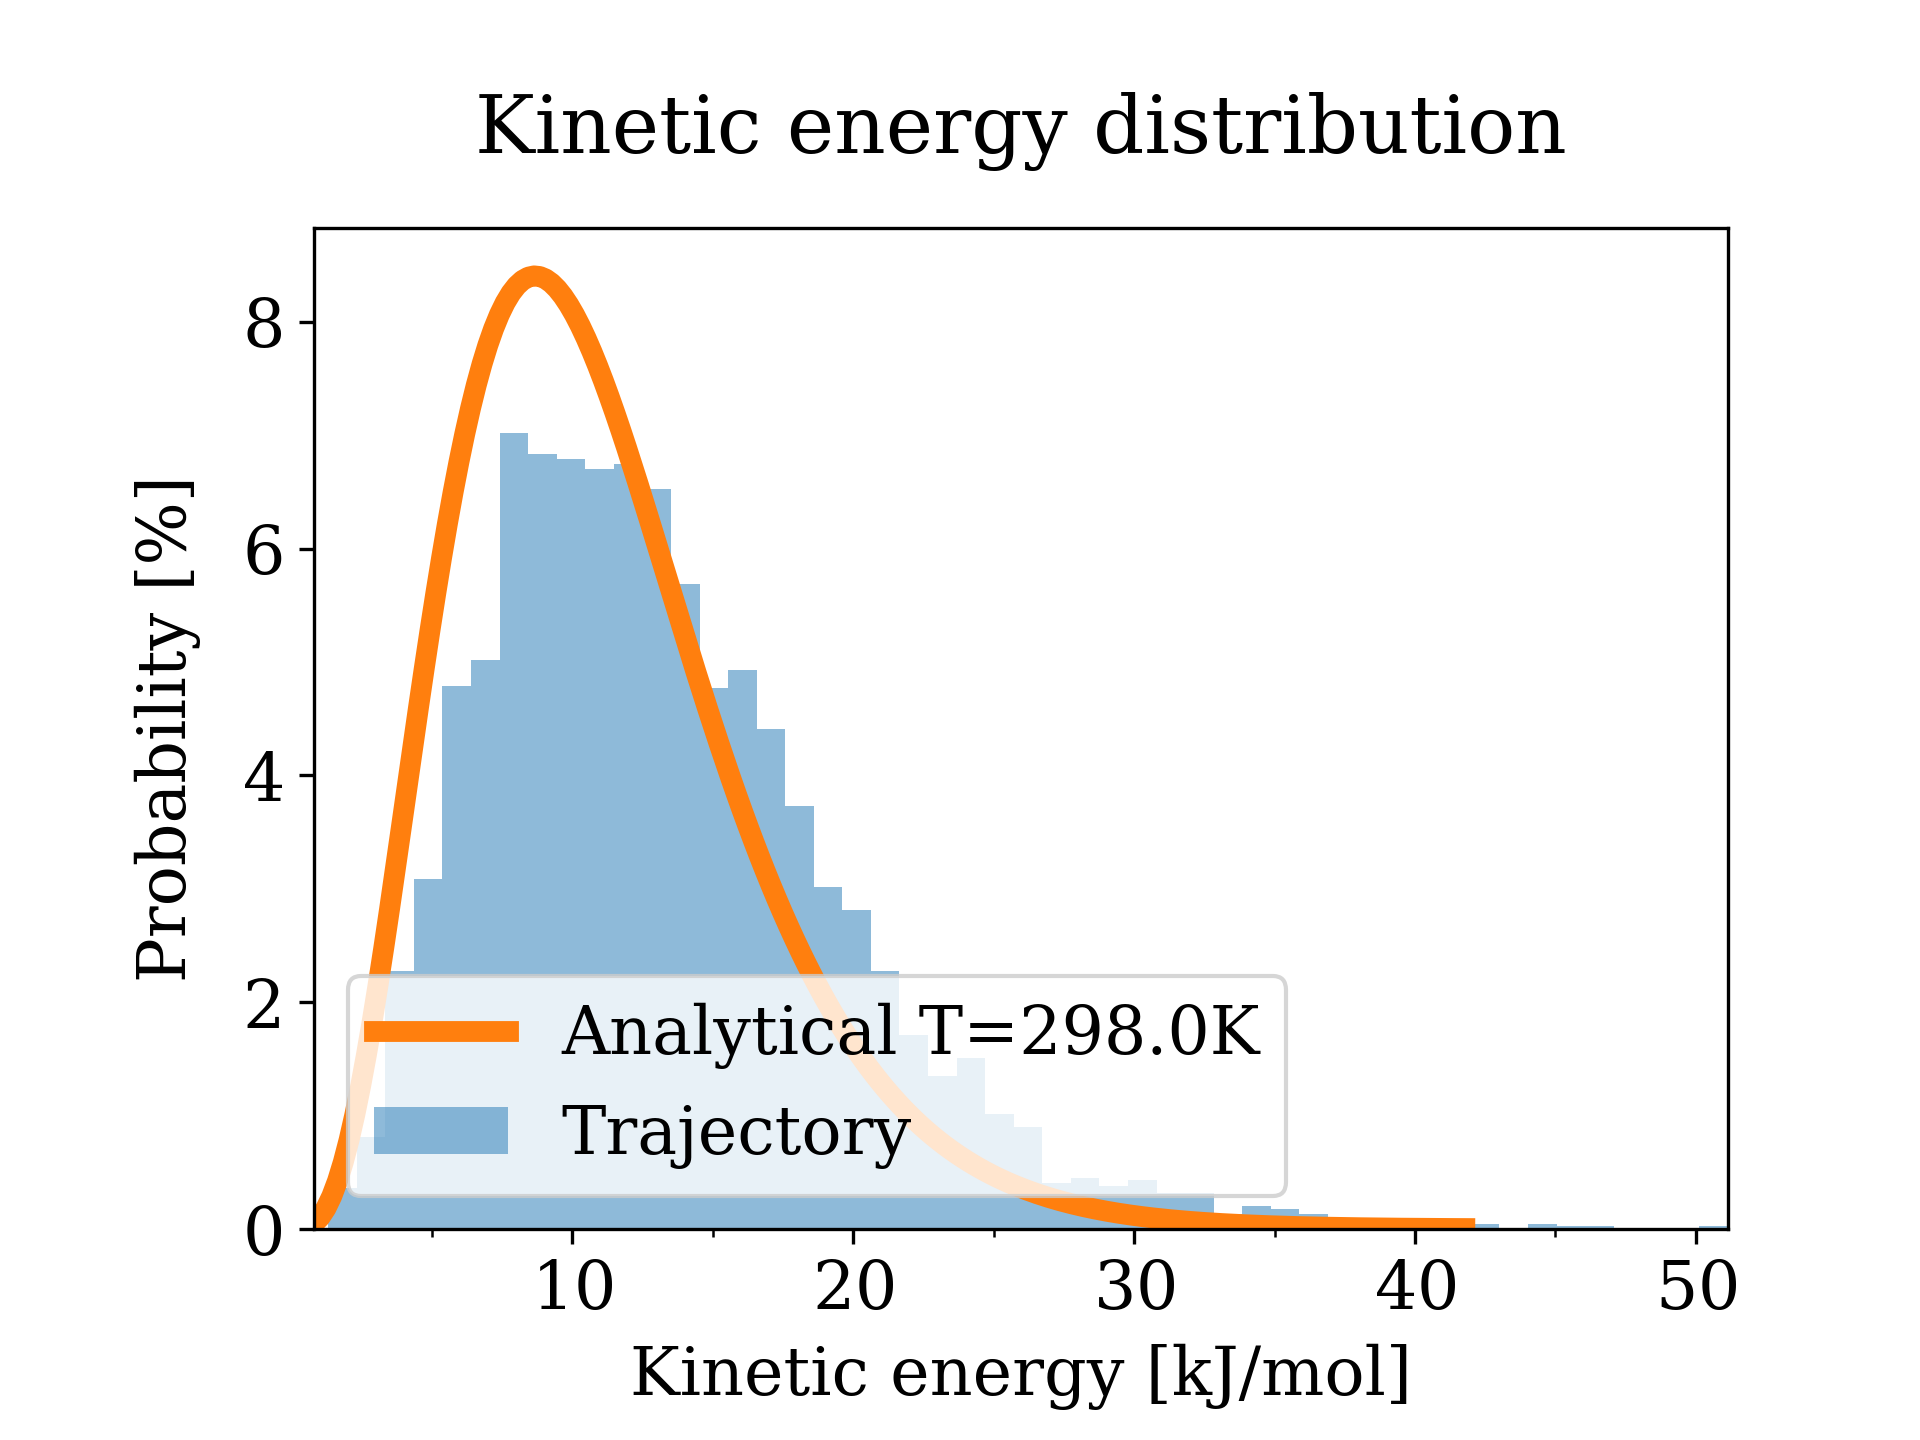 Kinetic energy distribution
Probability [%]
8
6
4
2
0
Analytical T=298.0K
Trajectory
10 20 30 40 50
Kinetic energy [kJ/mol]